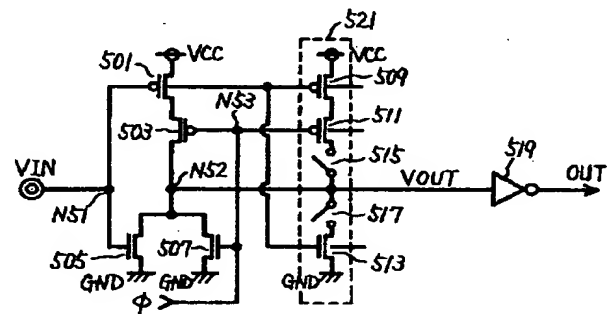 521
501
VCC
VCC
509
N53
503
511
VIN
N52
515
519
VOUT
OUT
N51
517
505
507
513
GND
GND
GND
φ